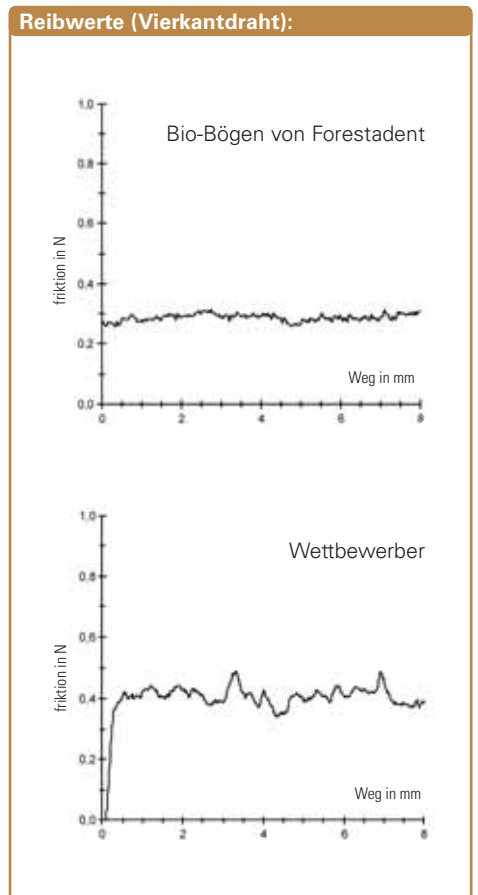 Reibwerte (Vierkantdraht):
1,0
Bio-Bögen von Forestadent
0,8
0,6
friktion in N
0,4
0,2
Weg in mm
0,0
0 2 4 6 8
1,0
Wettbewerber
0,8
0,6
friktion in N
0,4
0,2
Weg in mm
0,0
0 2 4 6 8